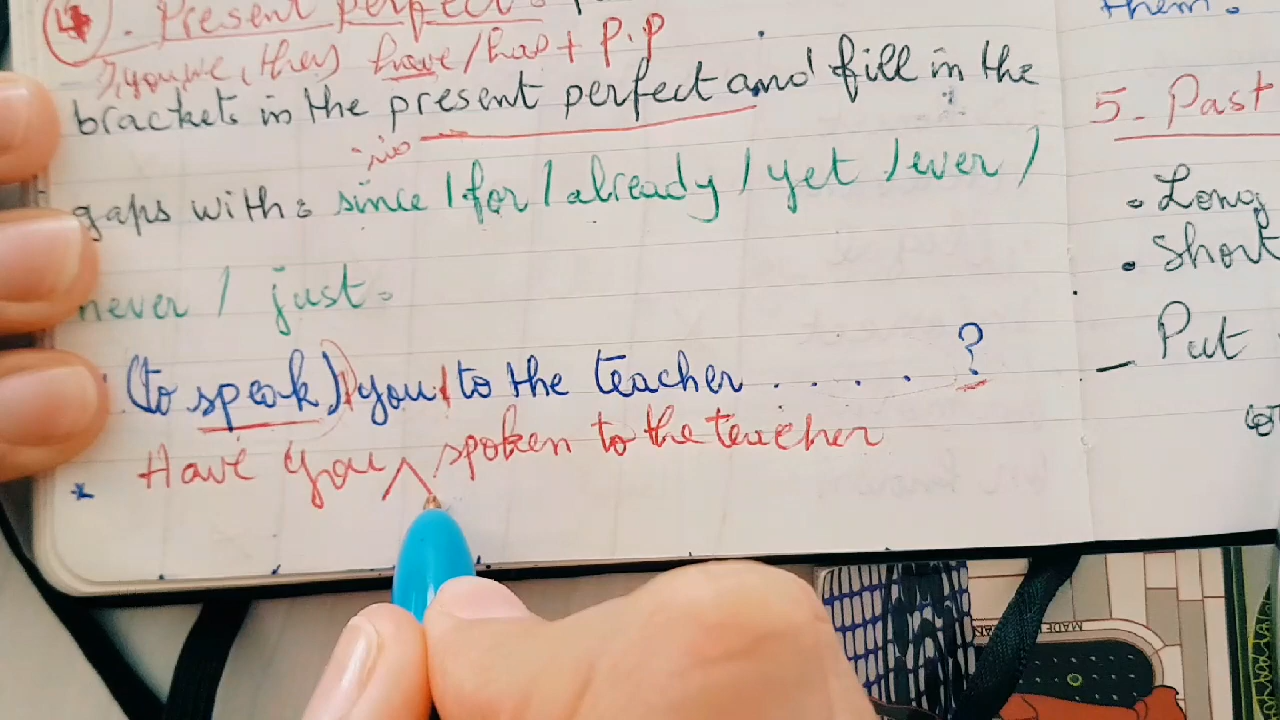 4. Present perfect
I, you, we, they have/has + P.P
brackets in the present perfect and fill in the
gaps with: since / for / already / yet / ever /
never / just.
(to speak) you to the teacher . . . . . ?
Have you spoken to the teacher
them.
5. Past
• Long
• Short
_ Put
MADE